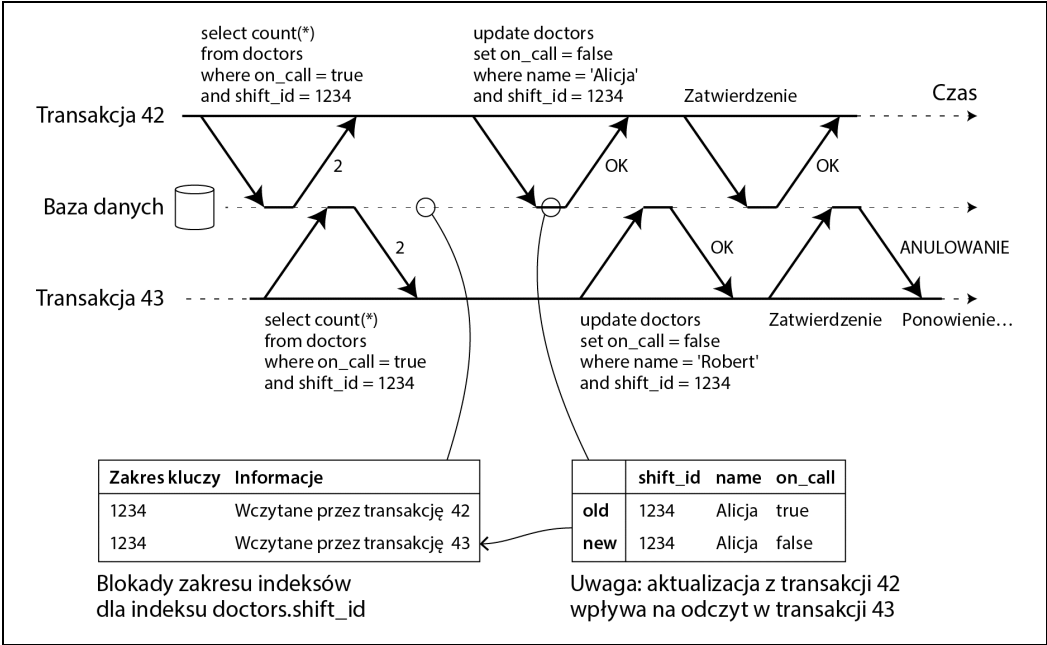 select count(*)
from doctors
where on_call = true
and shift_id = 1234
update doctors
set on_call = false
where name = 'Alicja'
and shift_id = 1234
Zatwierdzenie
Czas
Transakcja 42
2
OK
OK
Baza danych
2
OK
ANULOWANIE
Transakcja 43
select count(*)
from doctors
where on_call = true
and shift_id = 1234
update doctors
set on_call = false
where name = 'Robert'
and shift_id = 1234
Zatwierdzenie
Ponowienie…
Zakres kluczy Informacje
1234 Wczytane przez transakcję 42
1234 Wczytane przez transakcję 43
Blokady zakresu indeksów
dla indeksu doctors.shift_id
shift_id name on_call
old 1234 Alicja true
new 1234 Alicja false
Uwaga: aktualizacja z transakcji 42
wpływa na odczyt w transakcji 43